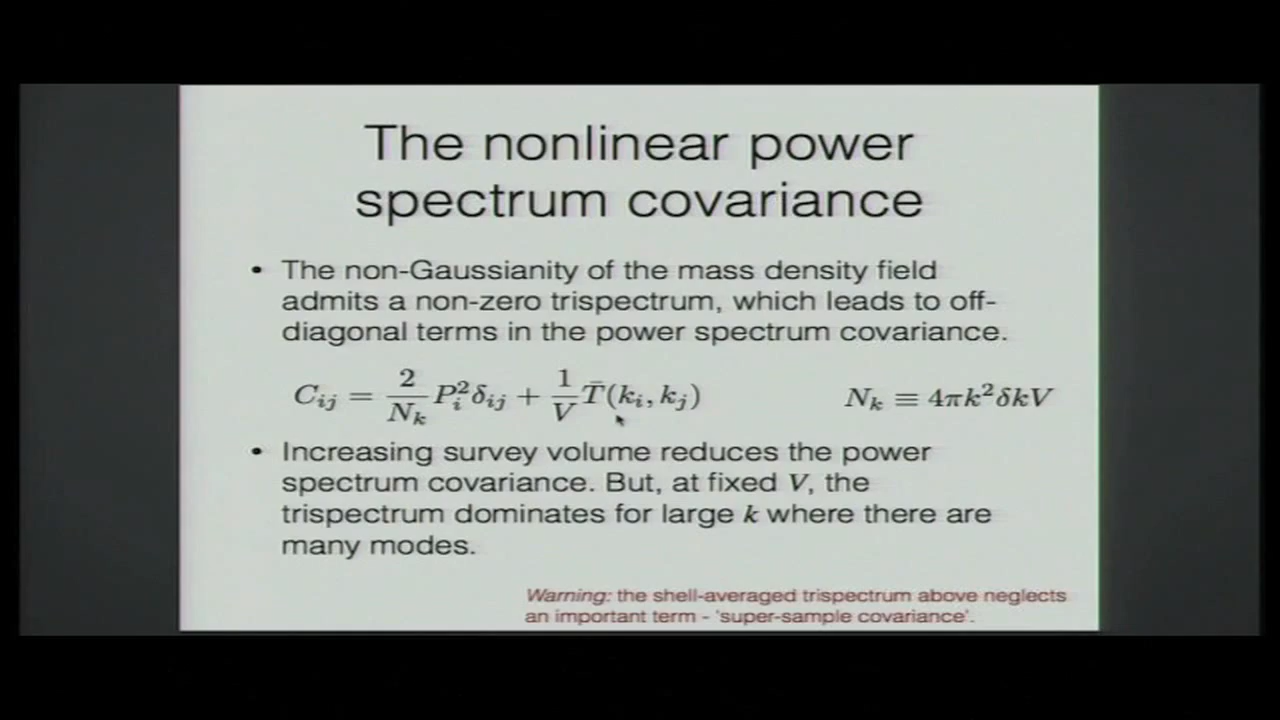 The nonlinear power
spectrum covariance
• The non-Gaussianity of the mass density field
admits a non-zero trispectrum, which leads to off-
diagonal terms in the power spectrum covariance.
$C_{ij} = \frac{2}{N_k} P_i^2 \delta_{ij} + \frac{1}{V} \bar{T}(k_i, k_j)$ $N_k \equiv 4\pi k^2 \delta k V$
• Increasing survey volume reduces the power
spectrum covariance. But, at fixed V, the
trispectrum dominates for large k where there are
many modes.
Warning: the shell-averaged trispectrum above neglects
an important term - 'super-sample covariance'.